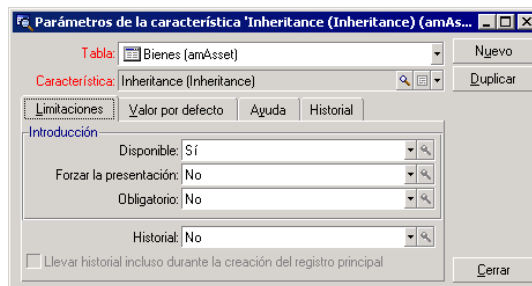 Parámetros de la característica 'Inheritance (Inheritance) (amAs...
Tabla: Bienes (amAsset)
Nuevo
Característica: Inheritance (Inheritance)
Duplicar
Limitaciones Valor por defecto Ayuda Historial
Introducción
Disponible: Sí
Forzar la presentación: No
Obligatorio: No
Historial: No
Llevar historial incluso durante la creación del registro principal
Cerrar